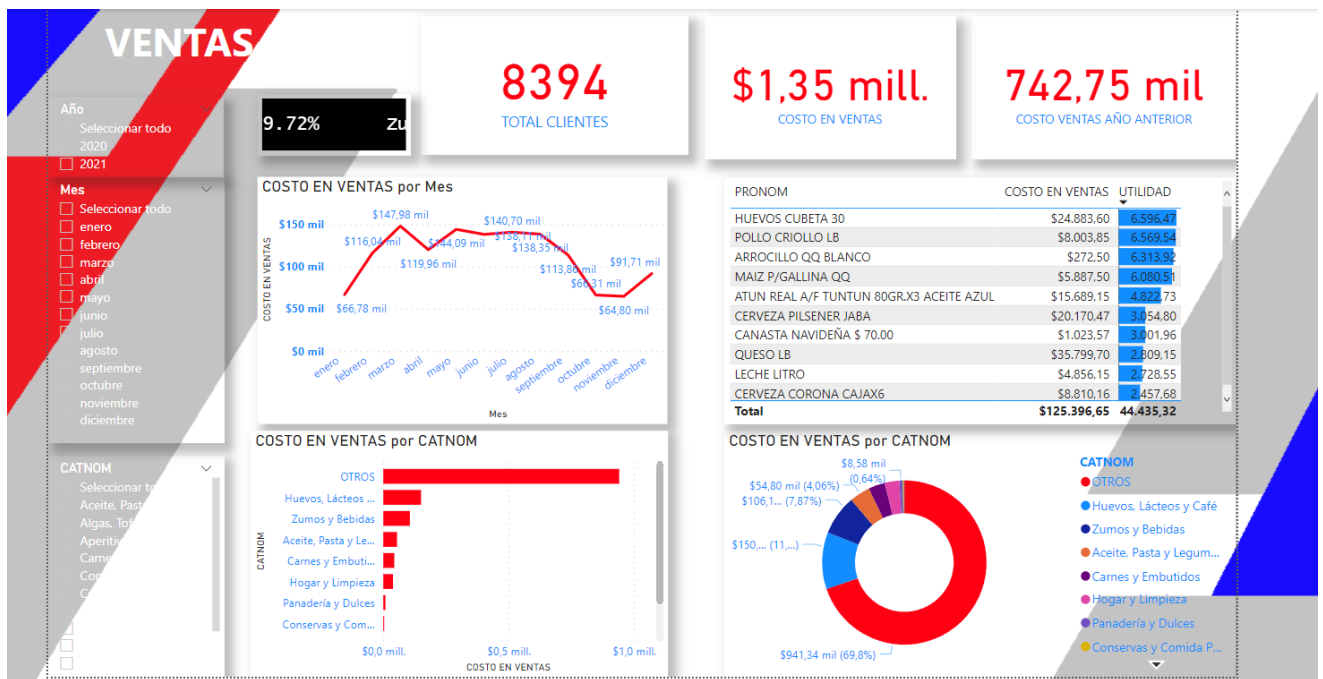 VENTAS
Año
Seleccionar todo
2020
2021
Mes
Seleccionar todo
enero
febrero
marzo
abril
mayo
junio
julio
agosto
septiembre
octubre
noviembre
diciembre
CATNOM
Seleccionar to
Aceite, Past
Algas, Tof
Aperitiv
Carne
9.72% Zu
8394
TOTAL CLIENTES
$1,35 mill.
COSTO EN VENTAS
742,75 mil
COSTO VENTAS AÑO ANTERIOR
COSTO EN VENTAS por Mes
COSTO EN VENTAS
$150 mil
$100 mil
$50 mil
$0 mil
$66,78 mil
$116,04 mil
$147,98 mil
$119,96 mil
$144,09 mil
$138,11 mil
$140,70 mil
$138,35 mil
$113,86 mil
$66,31 mil
$64,80 mil
$91,71 mil
enero
febrero
marzo
abril
mayo
junio
julio
agosto
septiembre
octubre
noviembre
diciembre
Mes
PRONOM COSTO EN VENTAS UTILIDAD
HUEVOS CUBETA 30 $24.883,60 6.596,47
POLLO CRIOLLO LB $8.003,85 6.569,54
ARROCILLO QQ BLANCO $272,50 6.313,92
MAIZ P/GALLINA QQ $5.887,50 6.080,51
ATUN REAL A/F TUNTUN 80GR.X3 ACEITE AZUL $15.689,15 4.822,73
CERVEZA PILSENER JABA $20.170,47 3.054,80
CANASTA NAVIDEÑA $ 70.00 $1.023,57 3.001,96
QUESO LB $35.799,70 2.809,15
LECHE LITRO $4.856,15 2.728,55
CERVEZA CORONA CAJAX6 $8.810,16 2.457,68
Total $125.396,65 44.435,32
COSTO EN VENTAS por CATNOM
CATNOM
OTROS
Huevos, Lácteos ...
Zumos y Bebidas
Aceite, Pasta y Le...
Carnes y Embuti...
Hogar y Limpieza
Panadería y Dulces
Conservas y Com...
$0,0 mill.
$0,5 mill.
$1,0 mill.
COSTO EN VENTAS
COSTO EN VENTAS por CATNOM
$8,58 mil
(0,64%)
$54,80 mil (4,06%)
$106,1... (7,87%)
$150,... (11,...)
$941,34 mil (69,8%)
CATNOM
OTROS
Huevos, Lácteos y Café
Zumos y Bebidas
Aceite, Pasta y Legum...
Carnes y Embutidos
Hogar y Limpieza
Panadería y Dulces
Conservas y Comida P...